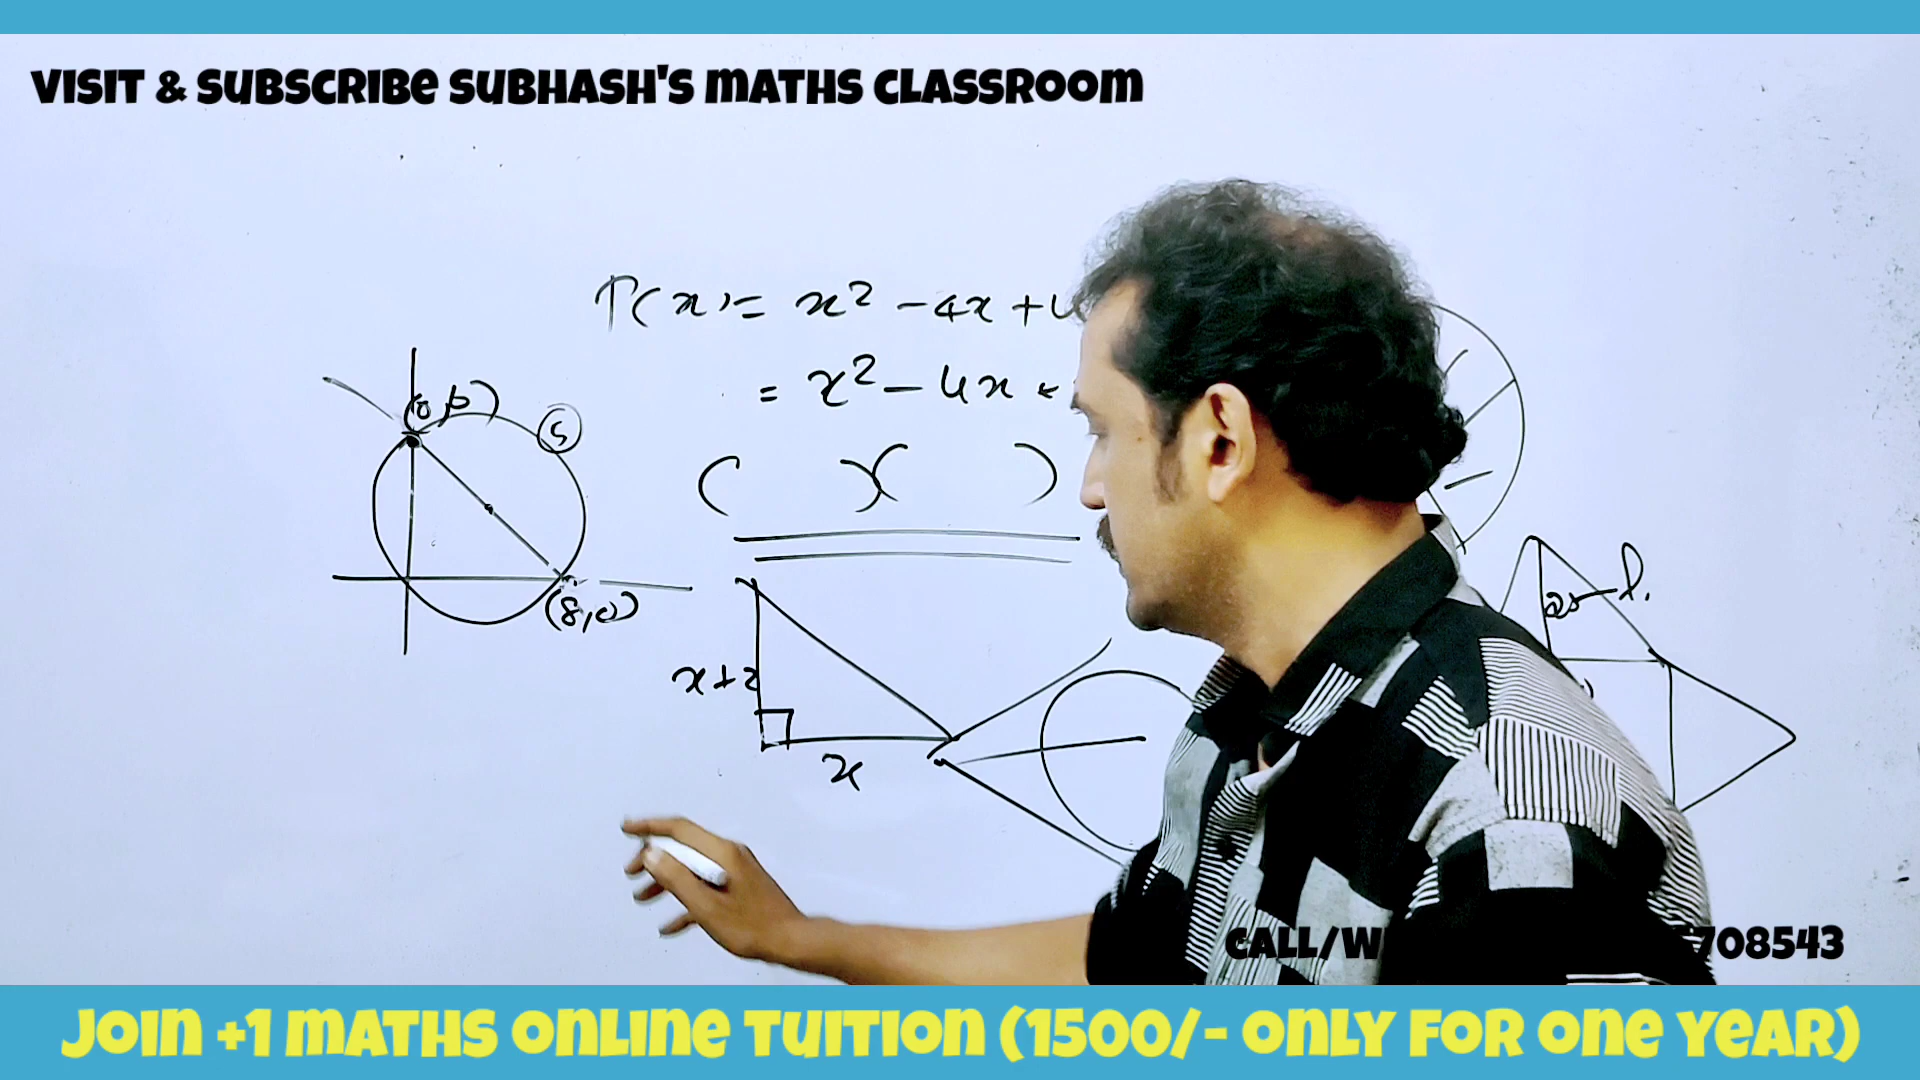 VISIT & SUBSCRIBE SUBHASH'S MATHS CLASSROOM
P(x) = x² - 4x +
= x² - 4x +
( )( )
(0,6)
5
(8,0)
x+2
x
CALL/W
708543
JOIN +1 MATHS ONLINE TUITION (1500/- ONLY FOR ONE YEAR)